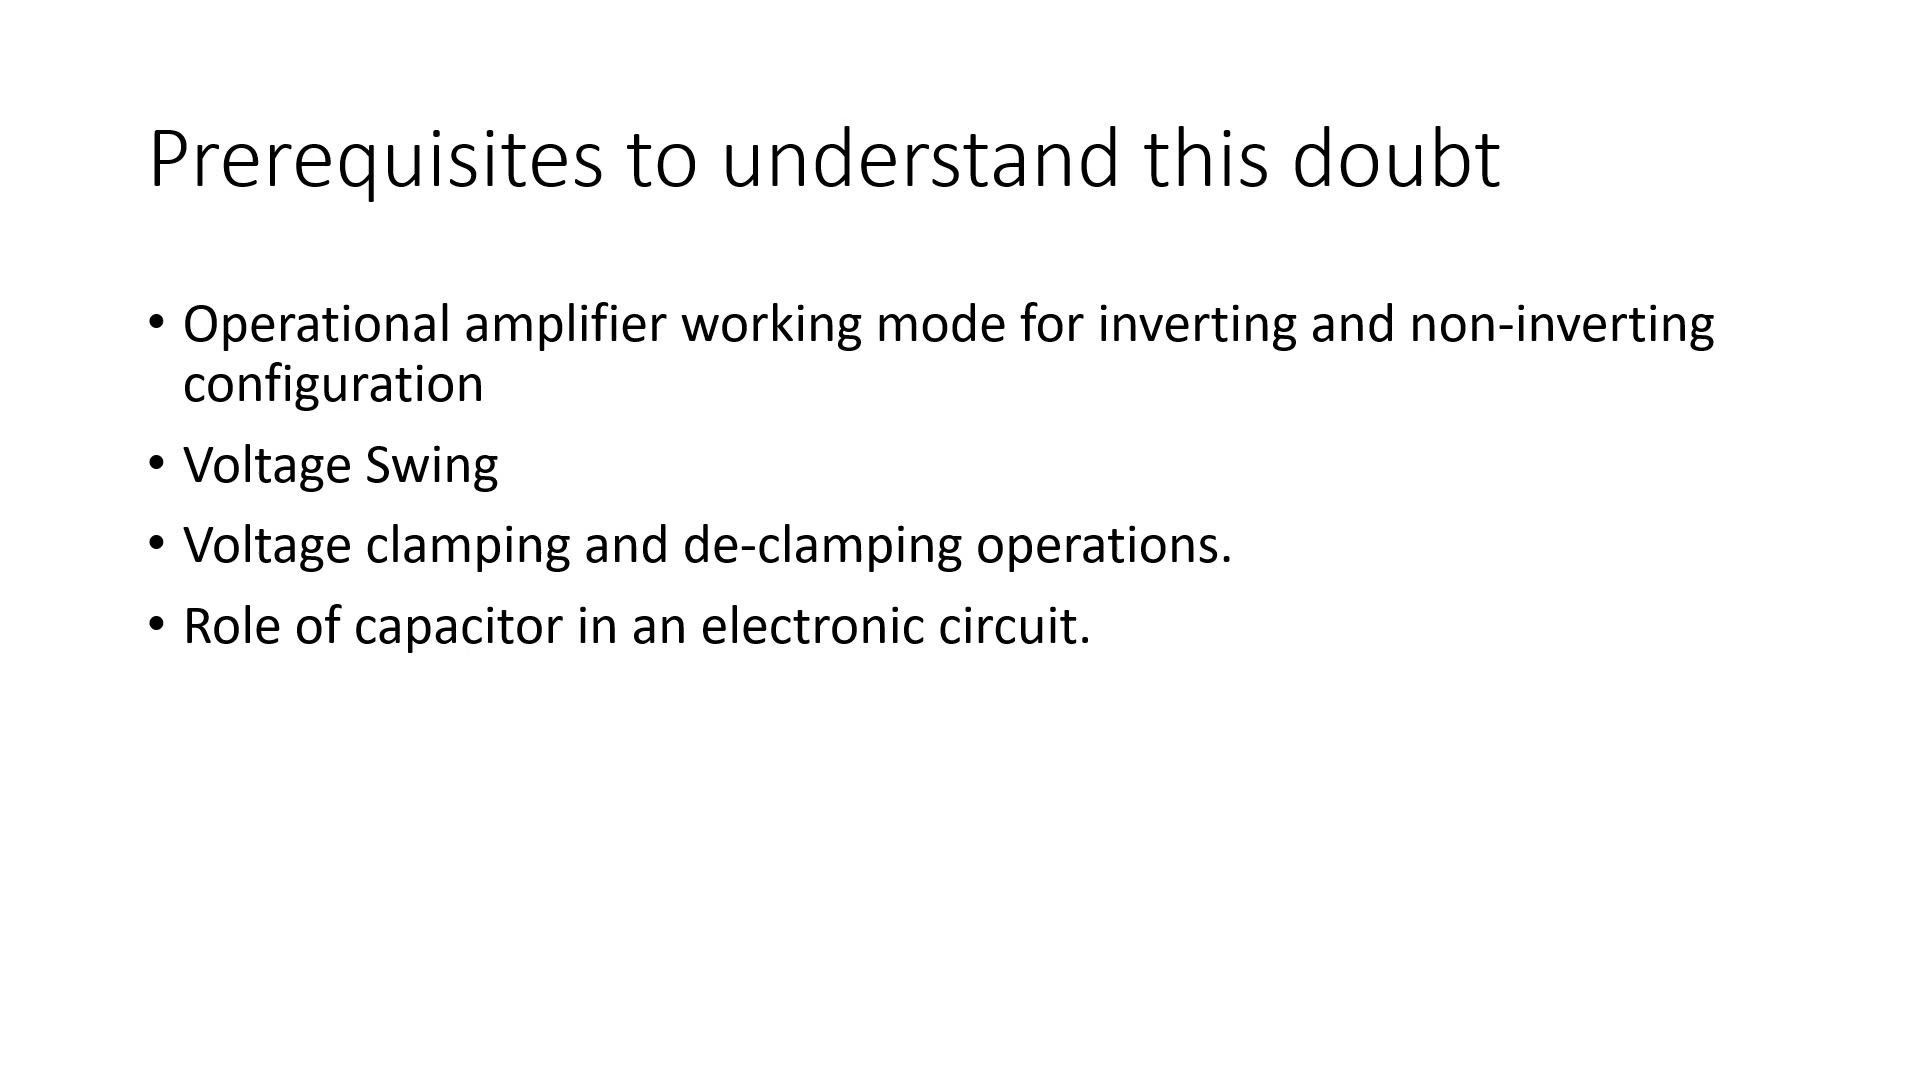 Prerequisites to understand this doubt
• Operational amplifier working mode for inverting and non-inverting
configuration
• Voltage Swing
• Voltage clamping and de-clamping operations.
• Role of capacitor in an electronic circuit.